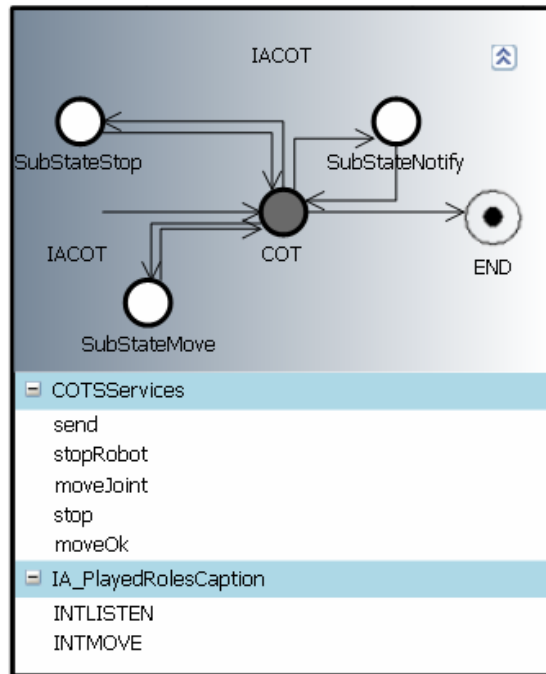 IACOT
SubStateStop
SubStateNotify
IACOT
COT
END
SubStateMove
COTSServices
send
stopRobot
moveJoint
stop
moveOk
IA_PlayedRolesCaption
INTLISTEN
INTMOVE